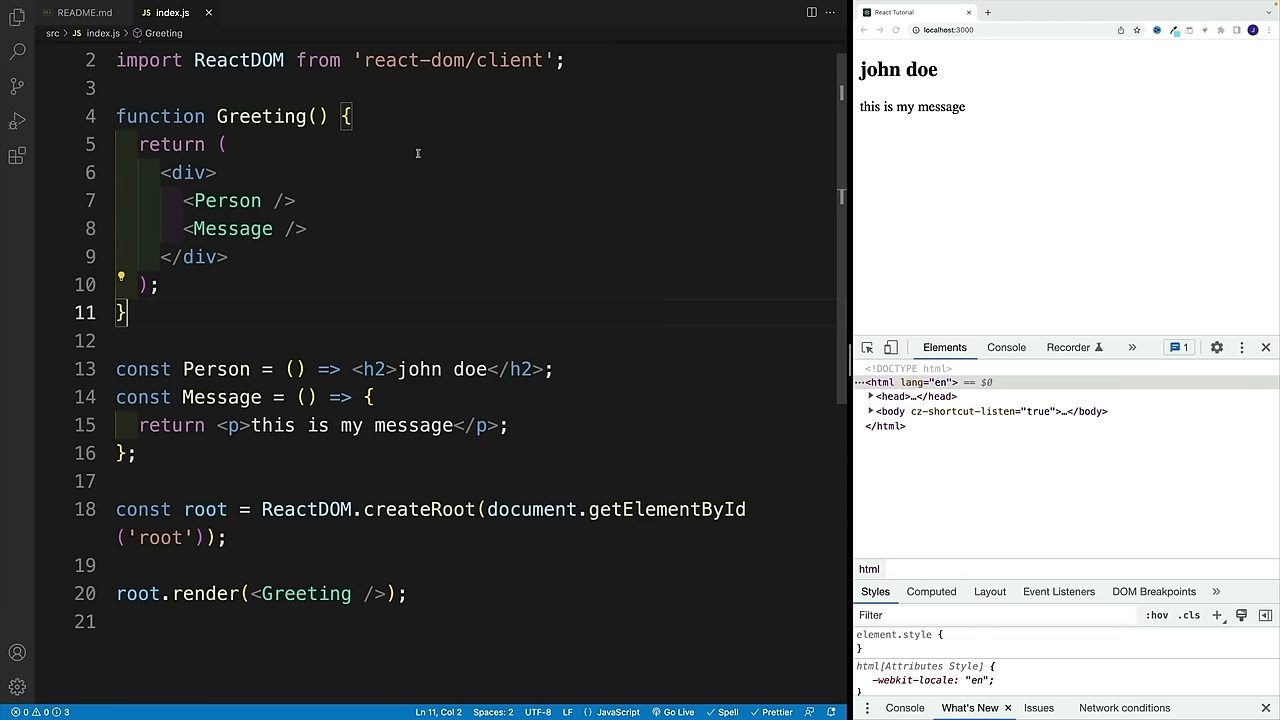 README.md
JS index.js
src > JS index.js > Greeting
2 import ReactDOM from 'react-dom/client';
3
4 function Greeting() {
5 return (
6 <div>
7 <Person />
8 <Message />
9 </div>
10 );
11 }
12
13 const Person = () => <h2>john doe</h2>;
14 const Message = () => {
15 return <p>this is my message</p>;
16 };
17
18 const root = ReactDOM.createRoot(document.getElementById
('root'));
19
20 root.render(<Greeting />);
21
0 0 3
Ln 11, Col 2 Spaces: 2 UTF-8 LF {} JavaScript Go Live Spell Prettier
React Tutorial
localhost:3000
J
john doe
this is my message
Elements Console Recorder 1
<!DOCTYPE html>
<html lang="en"> == $0
<head>…</head>
<body cz-shortcut-listen="true">…</body>
</html>
html
Styles Computed Layout Event Listeners DOM Breakpoints
Filter :hov .cls
element.style {
}
html[Attributes Style] {
-webkit-locale: "en";
}
Console What's New Issues Network conditions